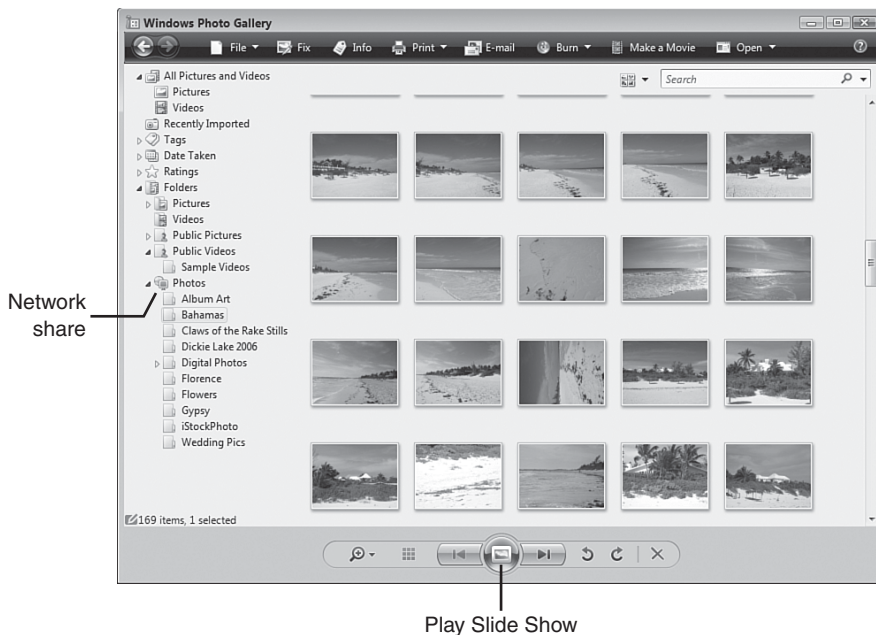 Windows Photo Gallery
File Fix Info Print E-mail Burn Make a Movie Open
Search
All Pictures and Videos
Pictures
Videos
Recently Imported
Tags
Date Taken
Ratings
Folders
Pictures
Videos
Public Pictures
Public Videos
Sample Videos
Photos
Network
share
Album Art
Bahamas
Claws of the Rake Stills
Dickie Lake 2006
Digital Photos
Florence
Flowers
Gypsy
iStockPhoto
Wedding Pics
169 items, 1 selected
Play Slide Show